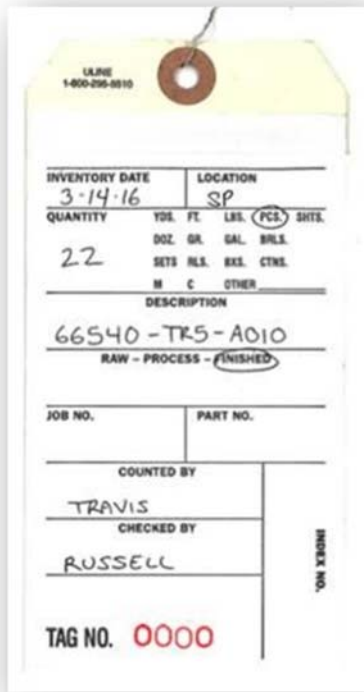 ULINE
1-800-295-5510
INVENTORY DATE LOCATION
3-14-16 SP
QUANTITY YDS. FT. LBS. PCS. SHTS.
DOZ. GR. GAL. BRLS.
22 SETS RLS. BXS. CTNS.
M C OTHER
DESCRIPTION
66540-TR5-A010
RAW – PROCESS – FINISHED
JOB NO. PART NO.
COUNTED BY
TRAVIS
CHECKED BY
RUSSELL
INDEX NO.
TAG NO. 0000